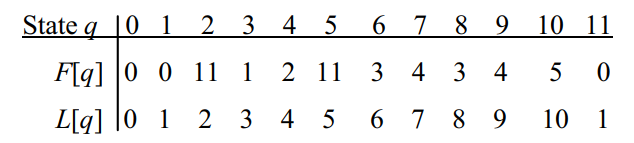 State q 0 1 2 3 4 5 6 7 8 9 10 11
F[q] 0 0 11 1 2 11 3 4 3 4 5 0
L[q] 0 1 2 3 4 5 6 7 8 9 10 1